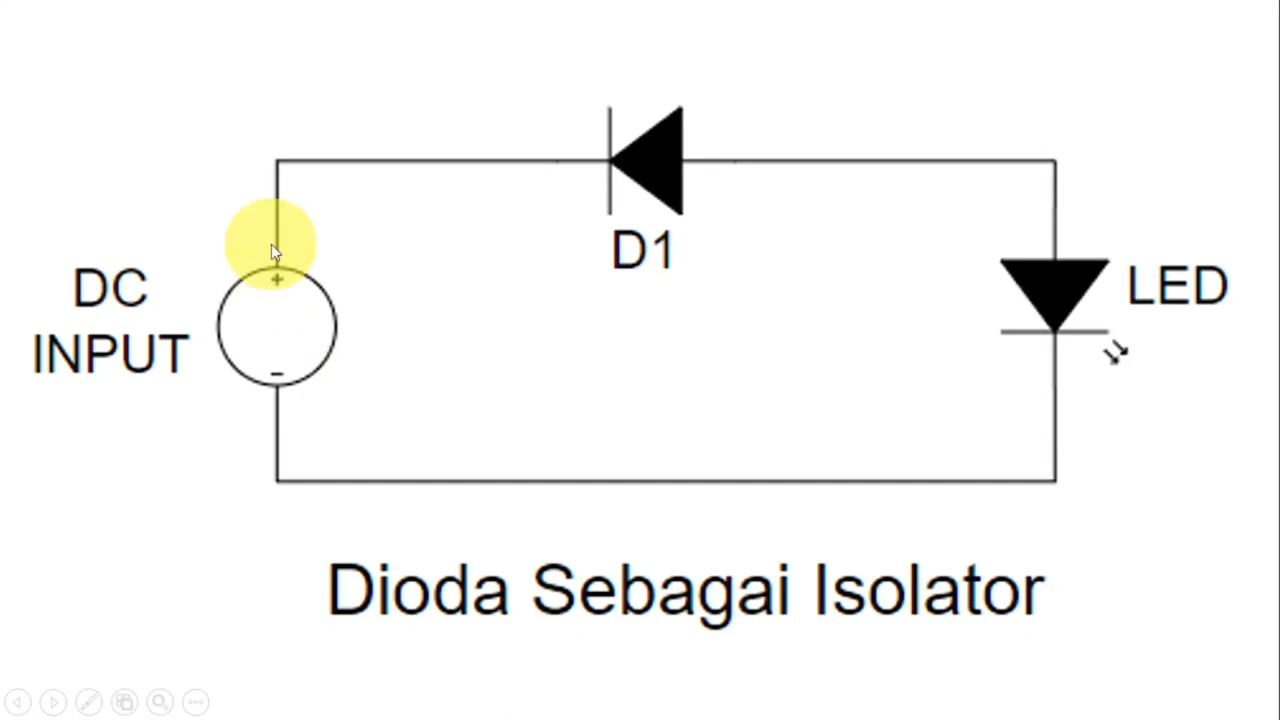 D1
DC
INPUT
+
-
LED
Dioda Sebagai Isolator